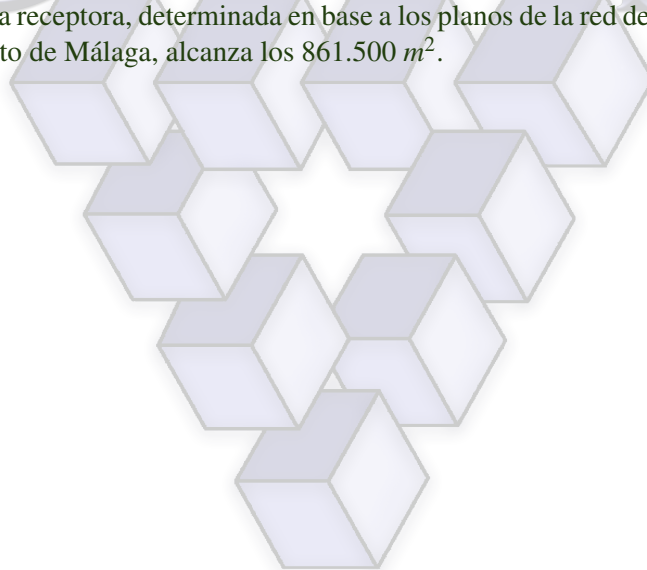 a receptora, determinada en base a los planos de la red de
to de Málaga, alcanza los 861.500 m².